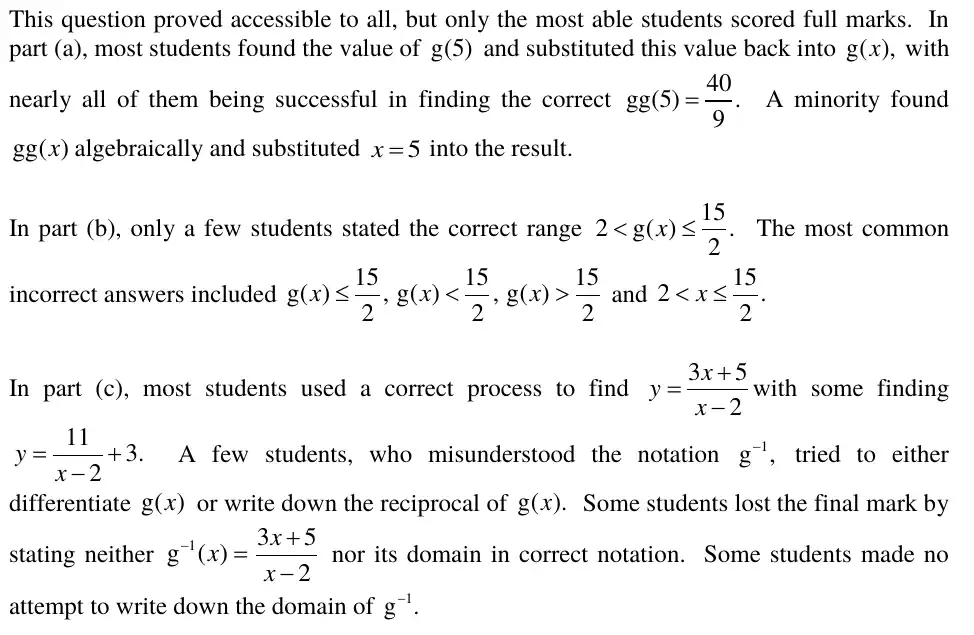 This question proved accessible to all, but only the most able students scored full marks. In
part (a), most students found the value of g(5) and substituted this value back into g(x), with
nearly all of them being successful in finding the correct gg(5) = 40/9. A minority found
gg(x) algebraically and substituted x = 5 into the result.
In part (b), only a few students stated the correct range 2 < g(x) ≤ 15/2. The most common
incorrect answers included g(x) ≤ 15/2, g(x) < 15/2, g(x) > 15/2 and 2 < x ≤ 15/2.
In part (c), most students used a correct process to find y = (3x + 5)/(x − 2) with some finding
y = 11/(x − 2) + 3. A few students, who misunderstood the notation g⁻¹, tried to either
differentiate g(x) or write down the reciprocal of g(x). Some students lost the final mark by
stating neither g⁻¹(x) = (3x + 5)/(x − 2) nor its domain in correct notation. Some students made no
attempt to write down the domain of g⁻¹.